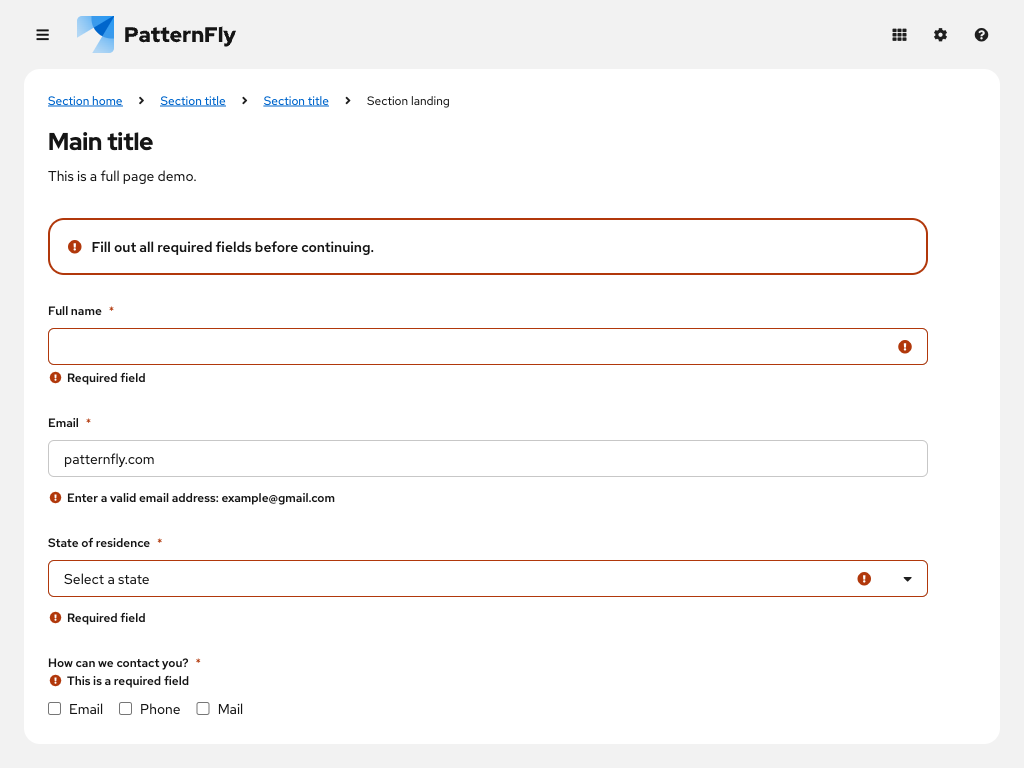 PatternFly
Section home Section title Section title Section landing
Main title
This is a full page demo.
Fill out all required fields before continuing.
Full name *
Required field
Email *
patternfly.com
Enter a valid email address: example@gmail.com
State of residence *
Select a state
Required field
How can we contact you? *
This is a required field
Email Phone Mail